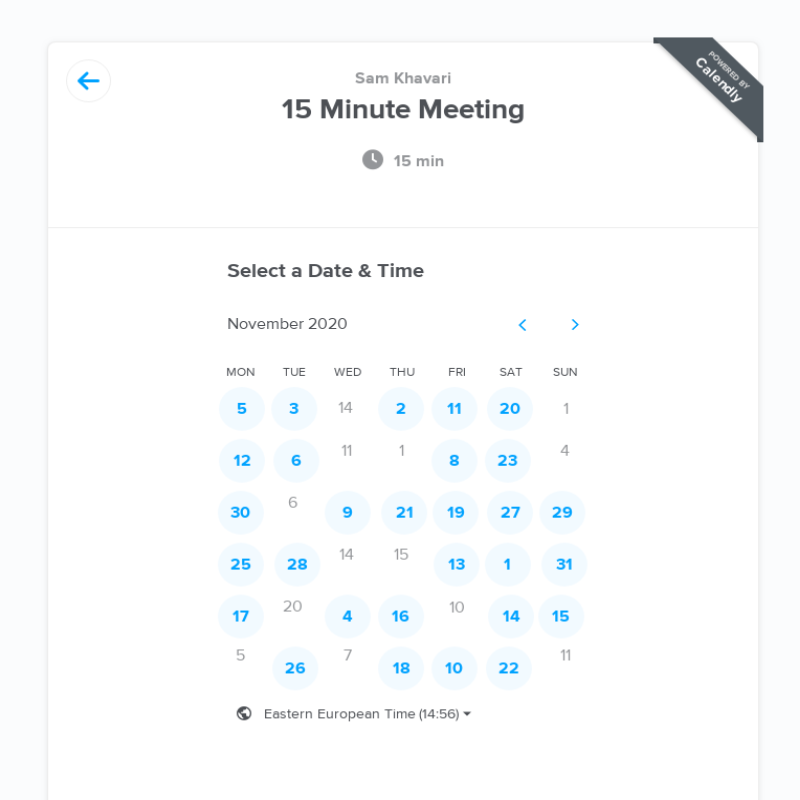 POWERED BY
Calendly
Sam Khavari
15 Minute Meeting
15 min
Select a Date & Time
November 2020
MON TUE WED THU FRI SAT SUN
5 3 14 2 11 20 1
12 6 11 1 8 23 4
30 6 9 21 19 27 29
25 28 14 15 13 1 31
17 20 4 16 10 14 15
5 26 7 18 10 22 11
Eastern European Time (14:56)